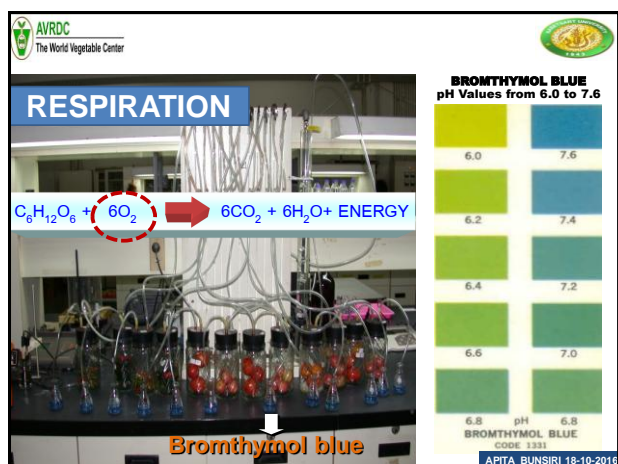 AVRDC
The World Vegetable Center
RESPIRATION
C₆H₁₂O₆ + 6O₂ 6CO₂ + 6H₂O+ ENERGY
Bromthymol blue
BROMTHYMOL BLUE
pH Values from 6.0 to 7.6
6.0 7.6
6.2 7.4
6.4 7.2
6.6 7.0
6.8 pH 6.8
BROMTHYMOL BLUE
CODE 1331
APITA BUNSIRI 18-10-2016